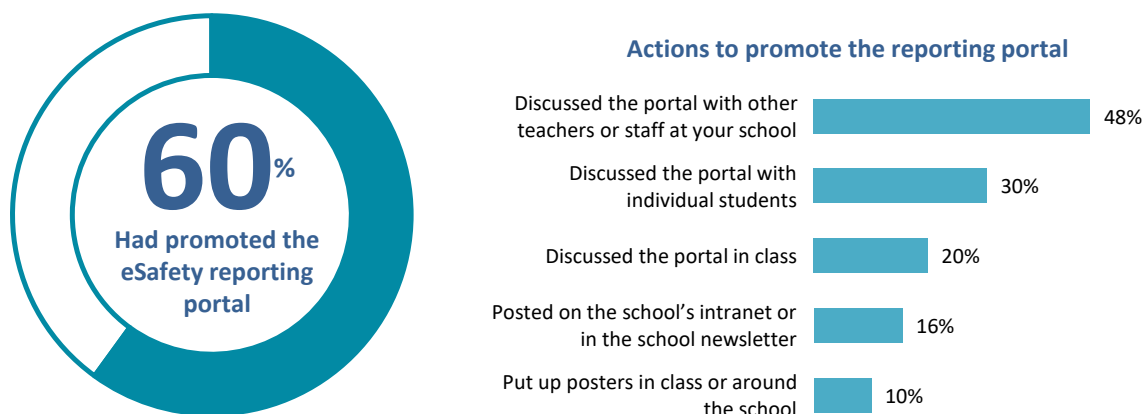 60%
Had promoted the
eSafety reporting
portal
Actions to promote the reporting portal
Discussed the portal with other
teachers or staff at your school
48%
Discussed the portal with
individual students
30%
Discussed the portal in class
20%
Posted on the school’s intranet or
in the school newsletter
16%
Put up posters in class or around
the school
10%